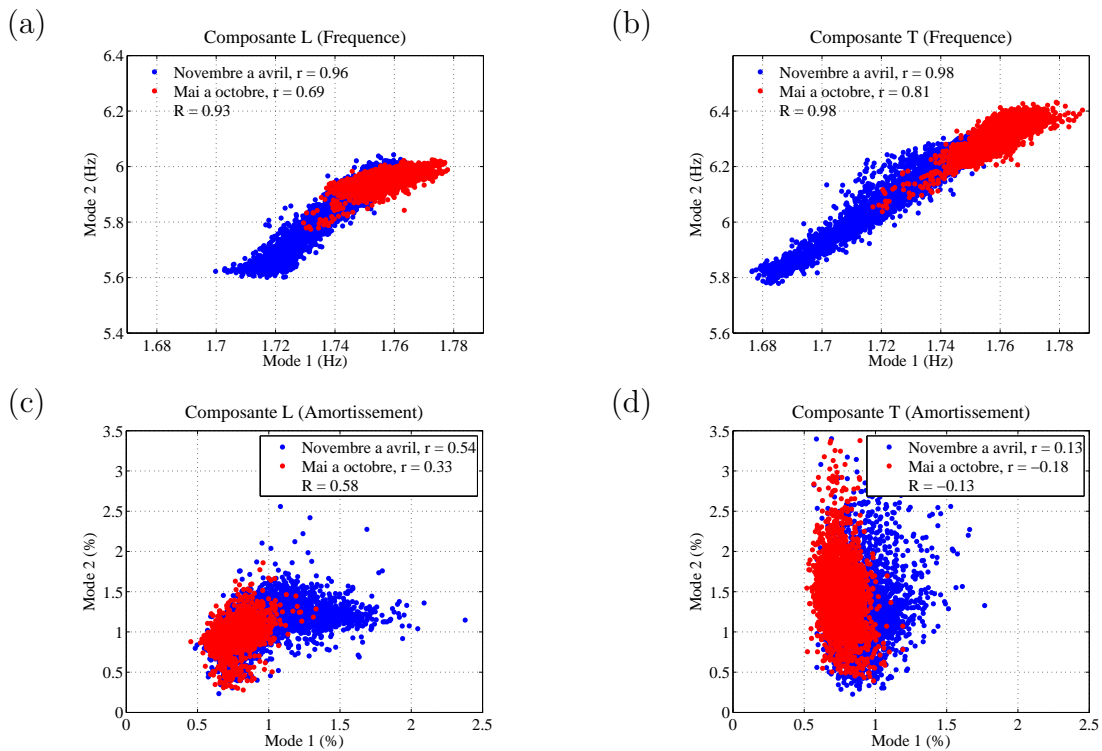 (a)
Composante L (Frequence)
6.4
6.2
6
5.8
5.6
5.4
Mode 2 (Hz)
Novembre a avril, r = 0.96
Mai a octobre, r = 0.69
R = 0.93
1.68
1.7
1.72
1.74
1.76
1.78
Mode 1 (Hz)
(b)
Composante T (Frequence)
6.6
6.4
6.2
6
5.8
5.6
Mode 2 (Hz)
Novembre a avril, r = 0.98
Mai a octobre, r = 0.81
R = 0.98
1.68
1.7
1.72
1.74
1.76
1.78
Mode 1 (Hz)
(c)
Composante L (Amortissement)
3.5
3
2.5
2
1.5
1
0.5
0
Mode 2 (%)
Novembre a avril, r = 0.54
Mai a octobre, r = 0.33
R = 0.58
0
0.5
1
1.5
2
2.5
Mode 1 (%)
(d)
Composante T (Amortissement)
3.5
3
2.5
2
1.5
1
0.5
0
Mode 2 (%)
Novembre a avril, r = 0.13
Mai a octobre, r = −0.18
R = −0.13
0
0.5
1
1.5
2
2.5
Mode 1 (%)